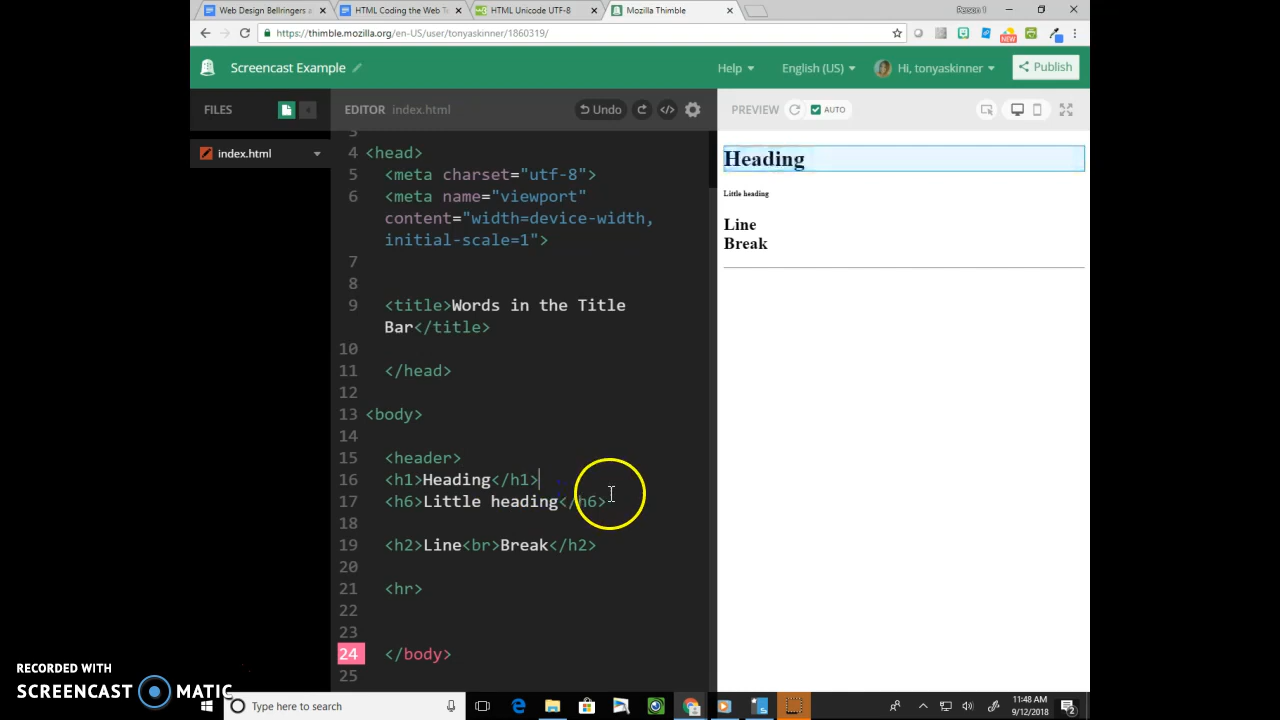 Web Design Bellringers a
HTML Coding the Web T
HTML Unicode UTF-8
Mozilla Thimble
https://thimble.mozilla.org/en-US/user/tonyaskinner/1860319/
NEW
Screencast Example
Help
English (US)
Hi, tonyaskinner
Publish
FILES
EDITOR index.html
Undo
PREVIEW
AUTO
index.html
3
4 <head>
5 <meta charset="utf-8">
6 <meta name="viewport"
content="width=device-width,
initial-scale=1">
7
8
9 <title>Words in the Title
Bar</title>
10
11 </head>
12
13 <body>
14
15 <header>
16 <h1>Heading</h1>
17 <h6>Little heading</h6>
18
19 <h2>Line<br>Break</h2>
20
21 <hr>
22
23
24 </body>
25
Heading
Little heading
Line
Break
RECORDED WITH
SCREENCAST MATIC
Type here to search
11:48 AM
9/12/2018
2